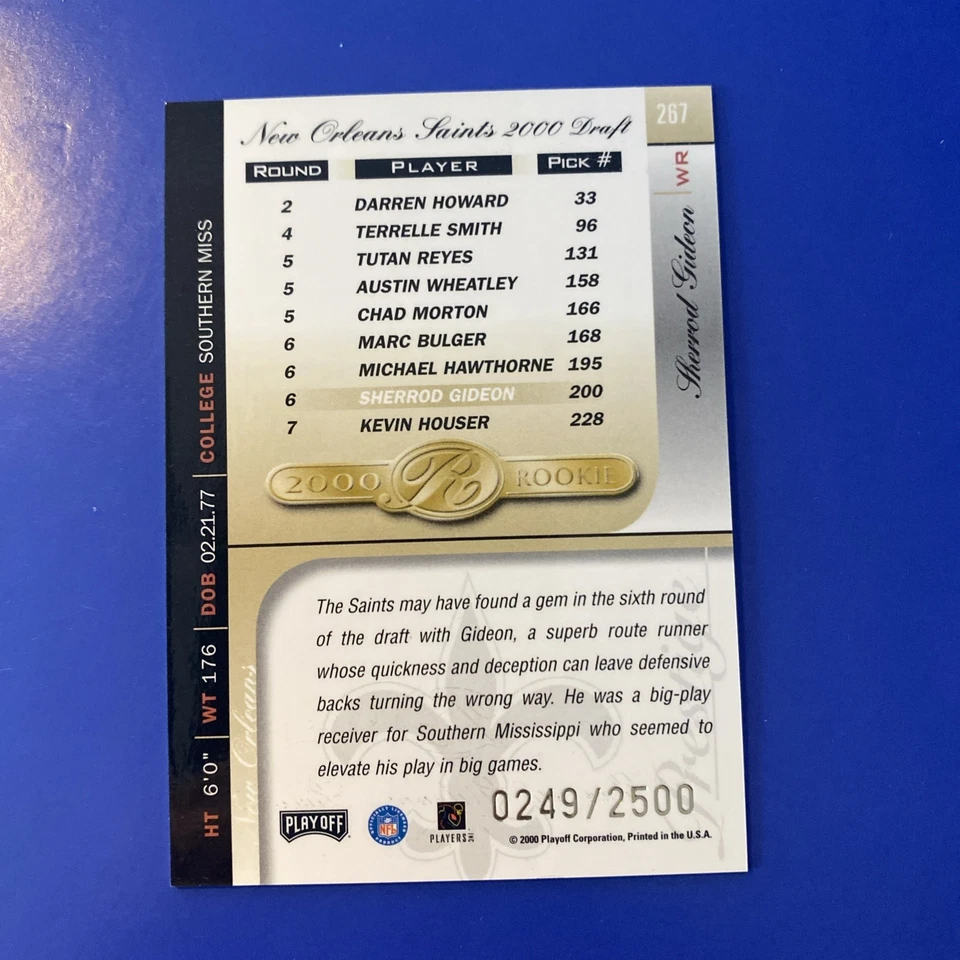 New Orleans Saints 2000 Draft
ROUND PLAYER PICK #
2 DARREN HOWARD 33
4 TERRELLE SMITH 96
5 TUTAN REYES 131
5 AUSTIN WHEATLEY 158
5 CHAD MORTON 166
6 MARC BULGER 168
6 MICHAEL HAWTHORNE 195
6 SHERROD GIDEON 200
7 KEVIN HOUSER 228
2000 R ROOKIE
267
Sherrod Gideon | WR
HT 6'0" | WT 176 | DOB 02.21.77 | COLLEGE SOUTHERN MISS
New Orleans
Prestige
The Saints may have found a gem in the sixth round
of the draft with Gideon, a superb route runner
whose quickness and deception can leave defensive
backs turning the wrong way. He was a big-play
receiver for Southern Mississippi who seemed to
elevate his play in big games.
0249/2500
PLAYOFF
NFL
PLAYERS INC
© 2000 Playoff Corporation, Printed in the U.S.A.